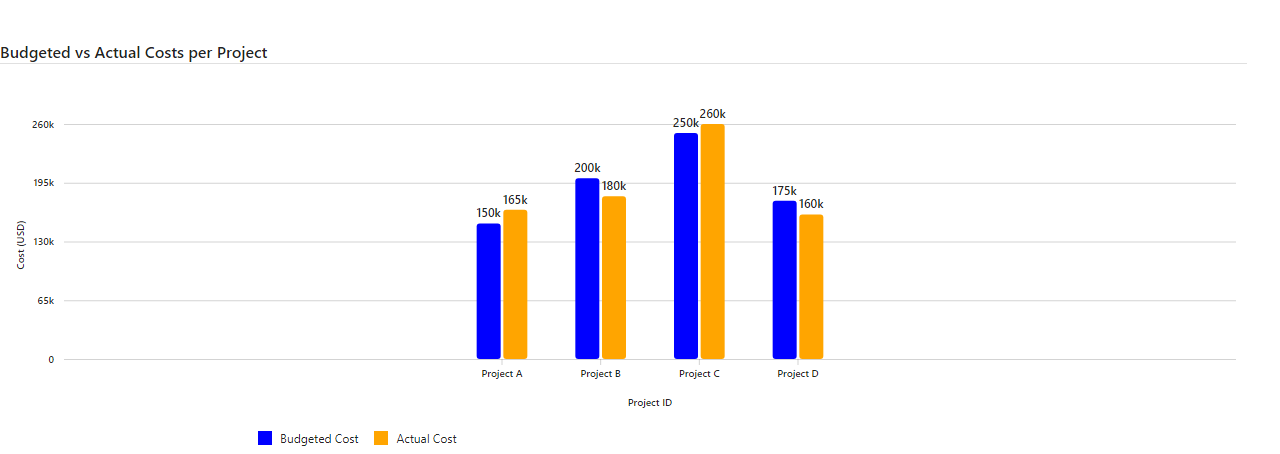 Budgeted vs Actual Costs per Project
260k
195k
130k
65k
0
Cost (USD)
150k
165k
200k
180k
250k
260k
175k
160k
Project A
Project B
Project C
Project D
Project ID
Budgeted Cost
Actual Cost